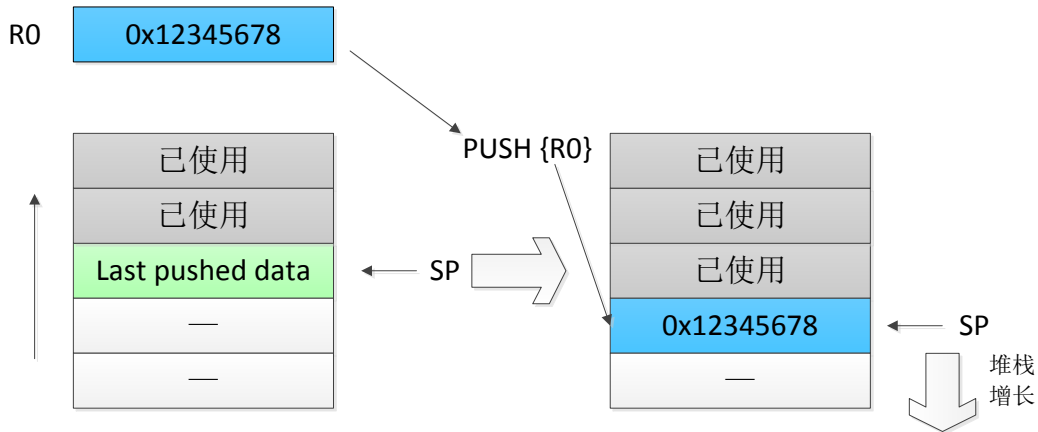 R0
0x12345678
PUSH {R0}
已使用
已使用
Last pushed data
—
—
SP
已使用
已使用
已使用
0x12345678
—
SP
堆栈
增长